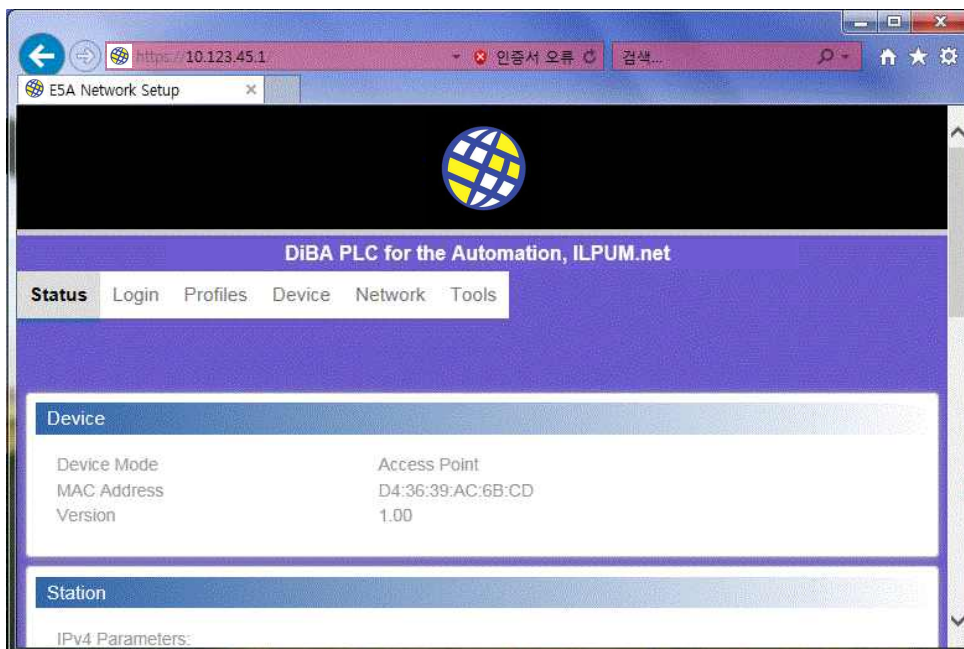 https://10.123.45.1/
인증서 오류
검색...
E5A Network Setup
DiBA PLC for the Automation, ILPUM.net
Status Login Profiles Device Network Tools
Device
Device Mode Access Point
MAC Address D4:36:39:AC:6B:CD
Version 1.00
Station
IPv4 Parameters: